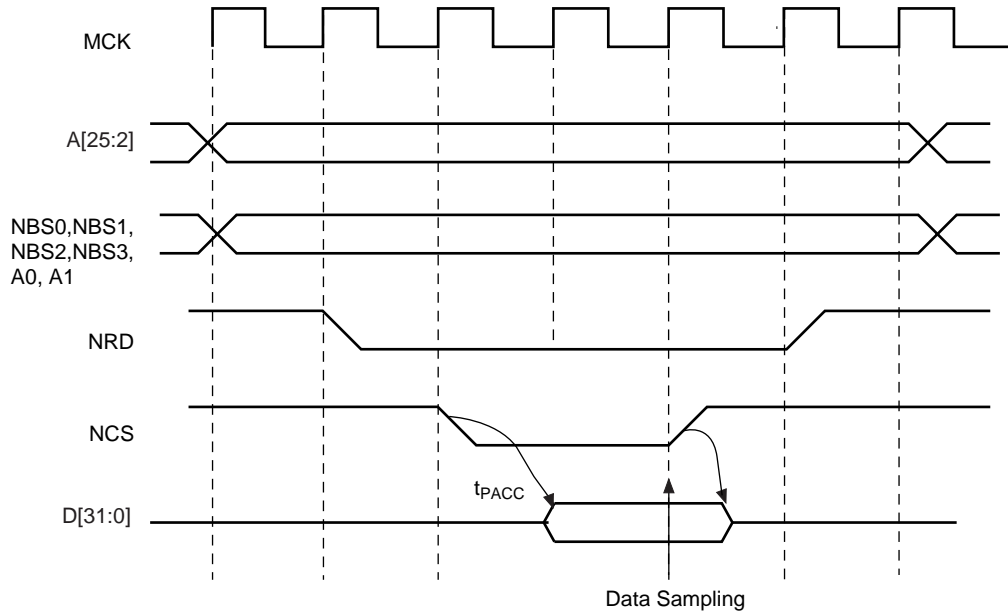 MCK
A[25:2]
NBS0,NBS1,
NBS2,NBS3,
A0, A1
NRD
NCS
tPACC
D[31:0]
Data Sampling